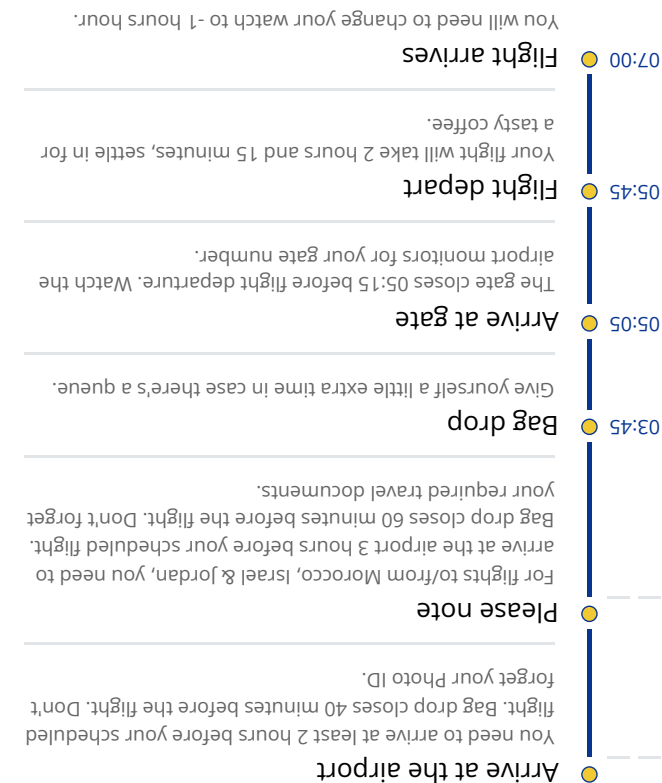 Arrive at the airport
You need to arrive at least 2 hours before your scheduled
flight. Bag drop closes 40 minutes before the flight. Don't
forget your Photo ID.
Please note
For flights to/from Morocco, Israel & Jordan, you need to
arrive at the airport 3 hours before your scheduled flight.
Bag drop closes 60 minutes before the flight. Don't forget
your required travel documents.
03:45
Bag drop
Give yourself a little extra time in case there's a queue.
05:05
Arrive at gate
The gate closes 05:15 before flight departure. Watch the
airport monitors for your gate number.
05:45
Flight depart
Your flight will take 2 hours and 15 minutes, settle in for
a tasty coffee.
07:00
Flight arrives
You will need to change your watch to -1 hours hour.